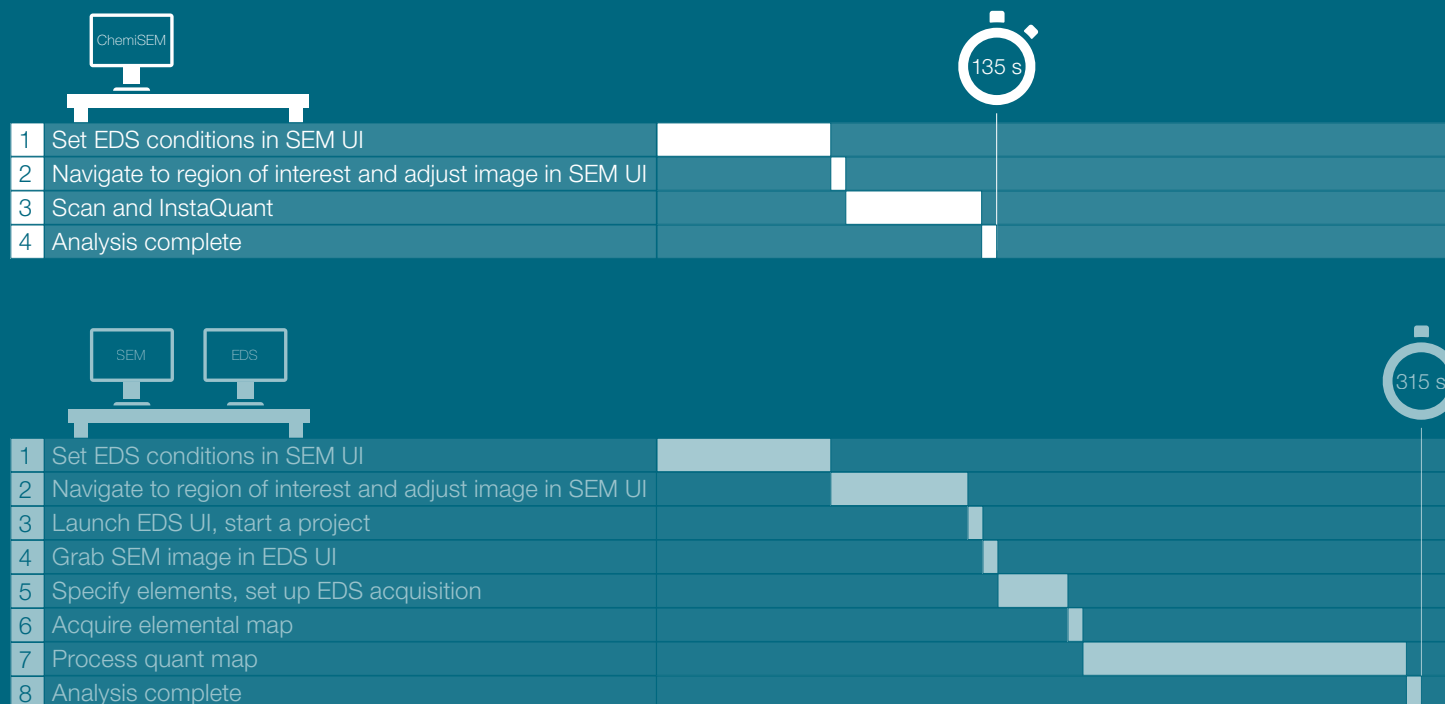 ChemiSEM
135 s
1 Set EDS conditions in SEM UI
2 Navigate to region of interest and adjust image in SEM UI
3 Scan and InstaQuant
4 Analysis complete
SEM EDS
315 s
1 Set EDS conditions in SEM UI
2 Navigate to region of interest and adjust image in SEM UI
3 Launch EDS UI, start a project
4 Grab SEM image in EDS UI
5 Specify elements, set up EDS acquisition
6 Acquire elemental map
7 Process quant map
8 Analysis complete